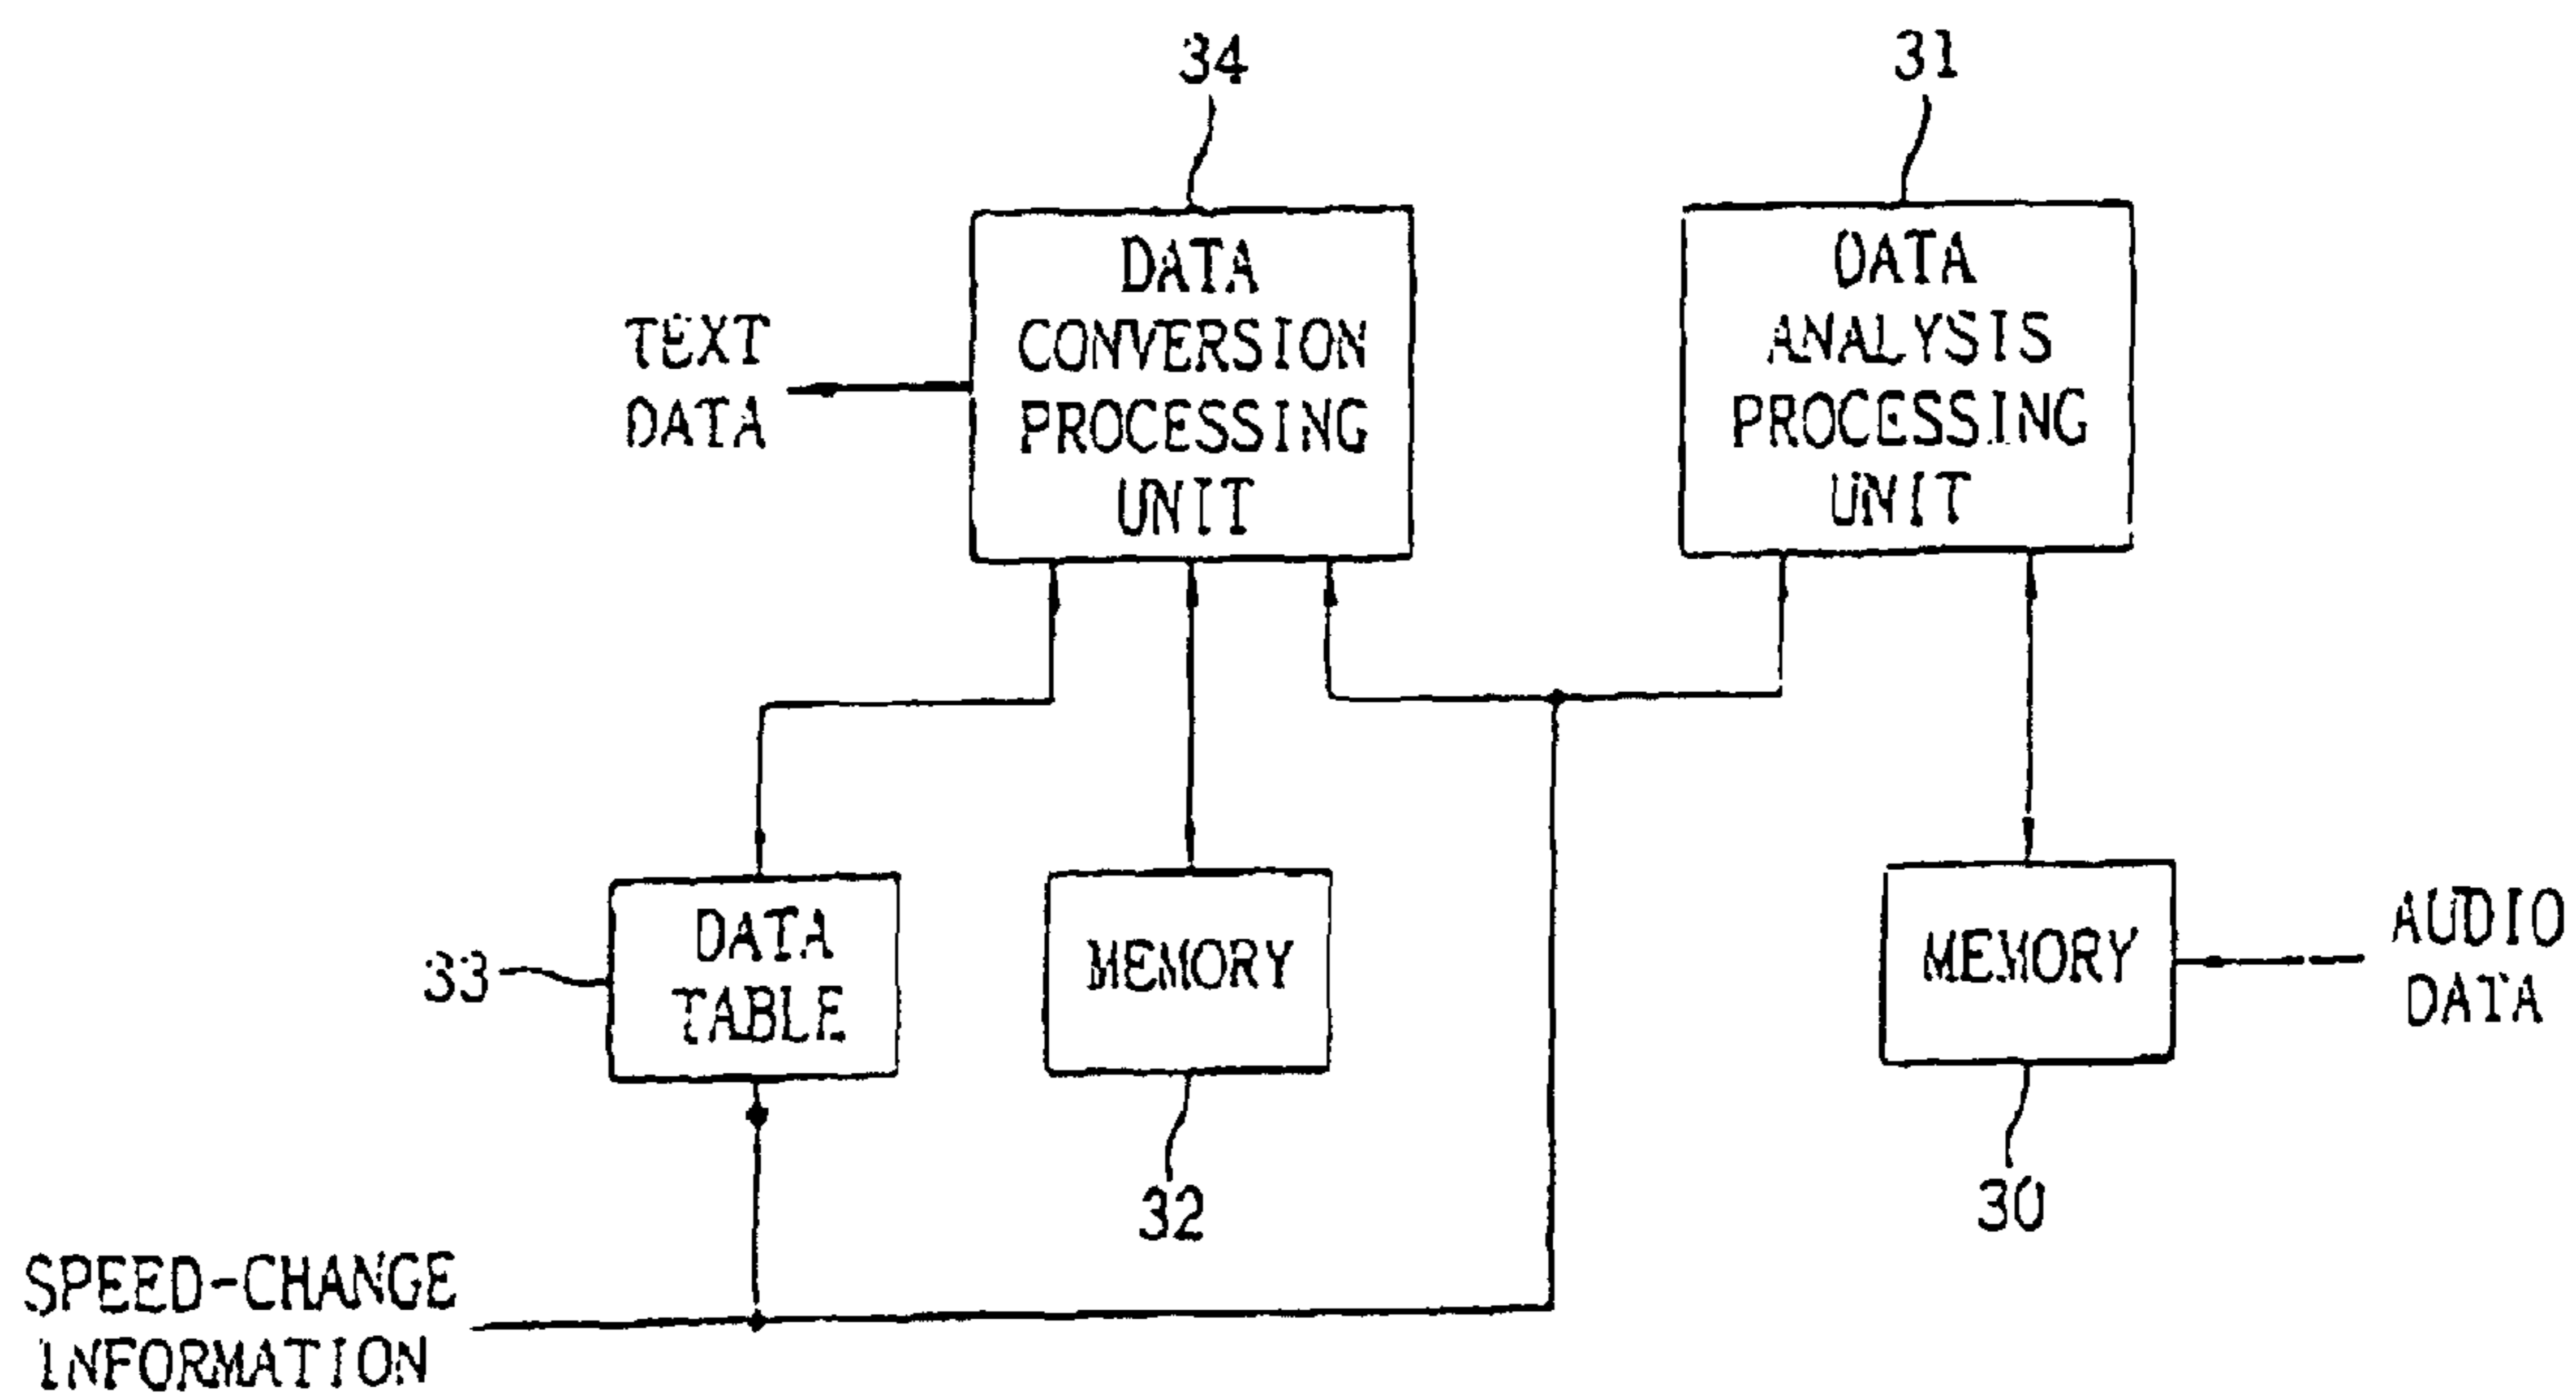 34
31
DATA
CONVERSION
PROCESSING
UNIT
DATA
ANALYSIS
PROCESSING
UNIT
TEXT
DATA
33
DATA
TABLE
MEMORY
MEMORY
AUDIO
DATA
32
30
SPEED-CHANGE
INFORMATION